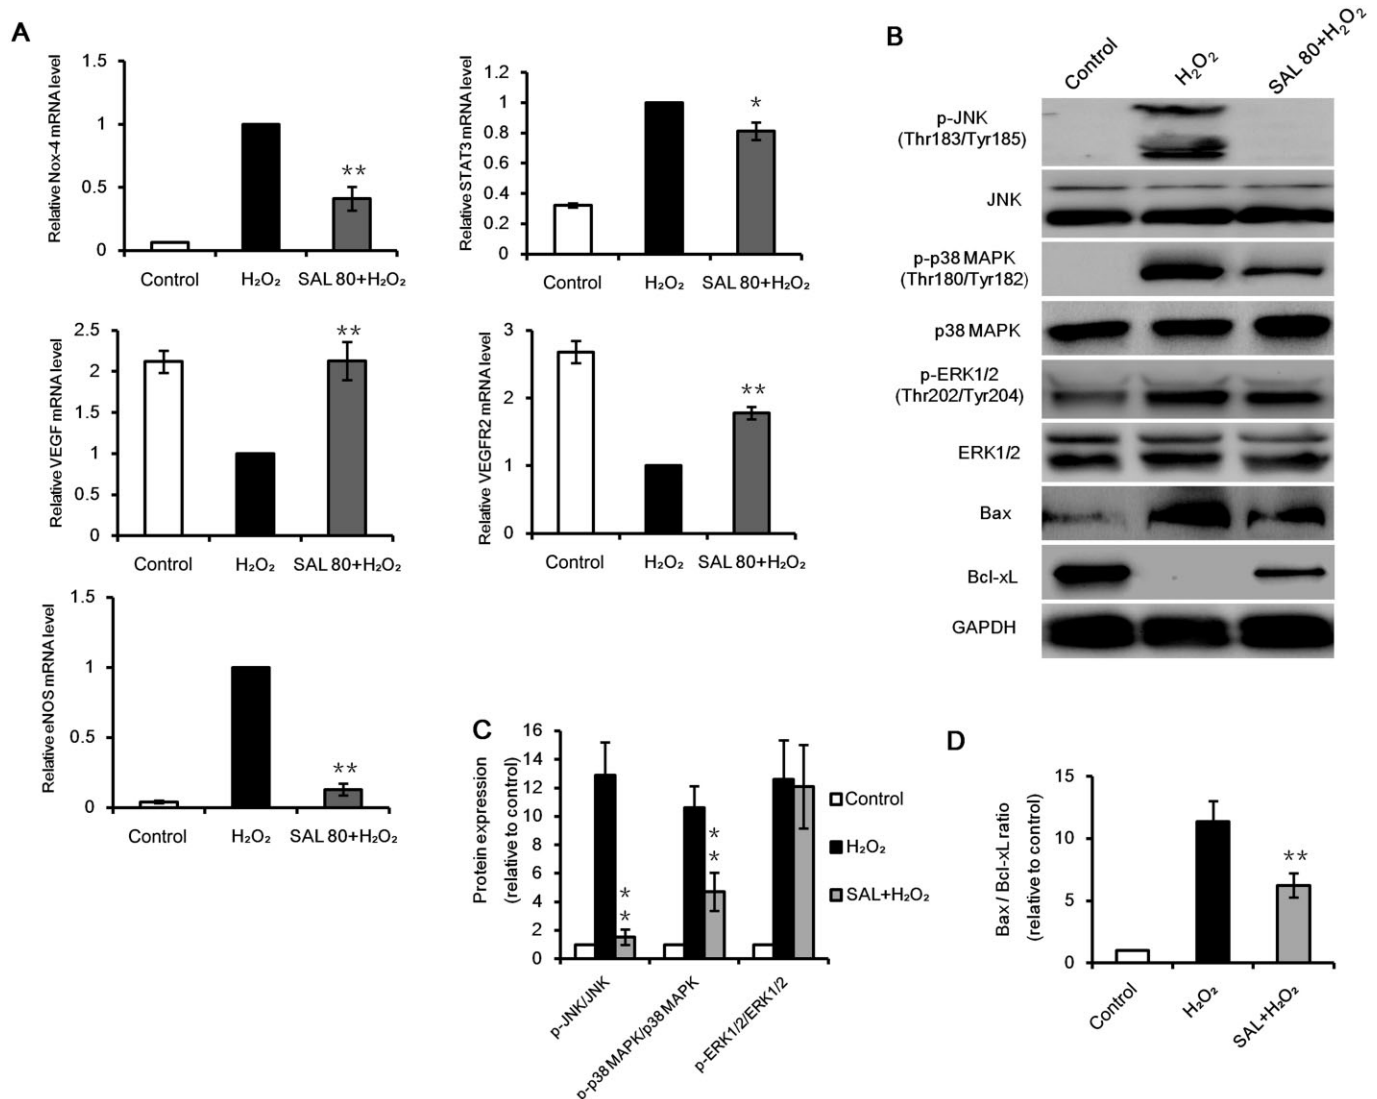 A
Relative Nox-4 mRNA level
1.5
1
0.5
0
**
Control H₂O₂ SAL 80+H₂O₂
Relative STAT3 mRNA level
1.2
1
0.8
0.6
0.4
0.2
0
*
Control H₂O₂ SAL 80+H₂O₂
Relative VEGF mRNA level
2.5
2
1.5
1
0.5
0
**
Control H₂O₂ SAL 80+H₂O₂
Relative VEGFR2 mRNA level
3
2
1
0
**
Control H₂O₂ SAL 80+H₂O₂
Relative eNOS mRNA level
1.5
1
0.5
0
**
Control H₂O₂ SAL 80+H₂O₂
B
Control H₂O₂ SAL 80+H₂O₂
p-JNK
(Thr183/Tyr185)
JNK
p-p38 MAPK
(Thr180/Tyr182)
p38 MAPK
p-ERK1/2
(Thr202/Tyr204)
ERK1/2
Bax
Bcl-xL
GAPDH
C
Protein expression
(relative to control)
16
14
12
10
8
6
4
2
0
**
**
p-JNK/JNK
p-p38 MAPK/p38 MAPK
p-ERK1/2/ERK1/2
Control
H₂O₂
SAL+H₂O₂
D
Bax / Bcl-xL ratio
(relative to control)
15
10
5
0
**
Control
H₂O₂
SAL+H₂O₂